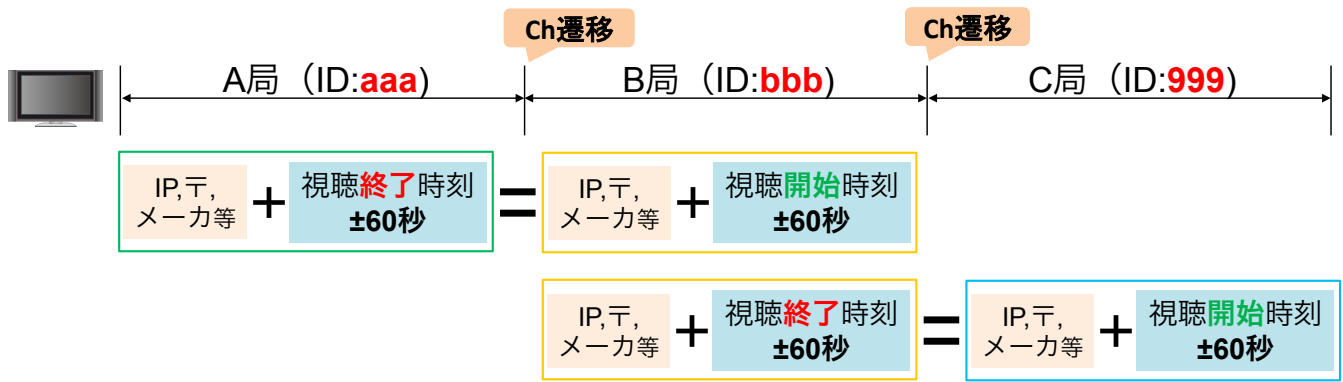 Ch遷移
Ch遷移
A局（ID:aaa)
B局（ID:bbb)
C局（ID:999)
IP,〒,
メーカ等
+
視聴終了時刻
±60秒
=
IP,〒,
メーカ等
+
視聴開始時刻
±60秒
IP,〒,
メーカ等
+
視聴終了時刻
±60秒
=
IP,〒,
メーカ等
+
視聴開始時刻
±60秒